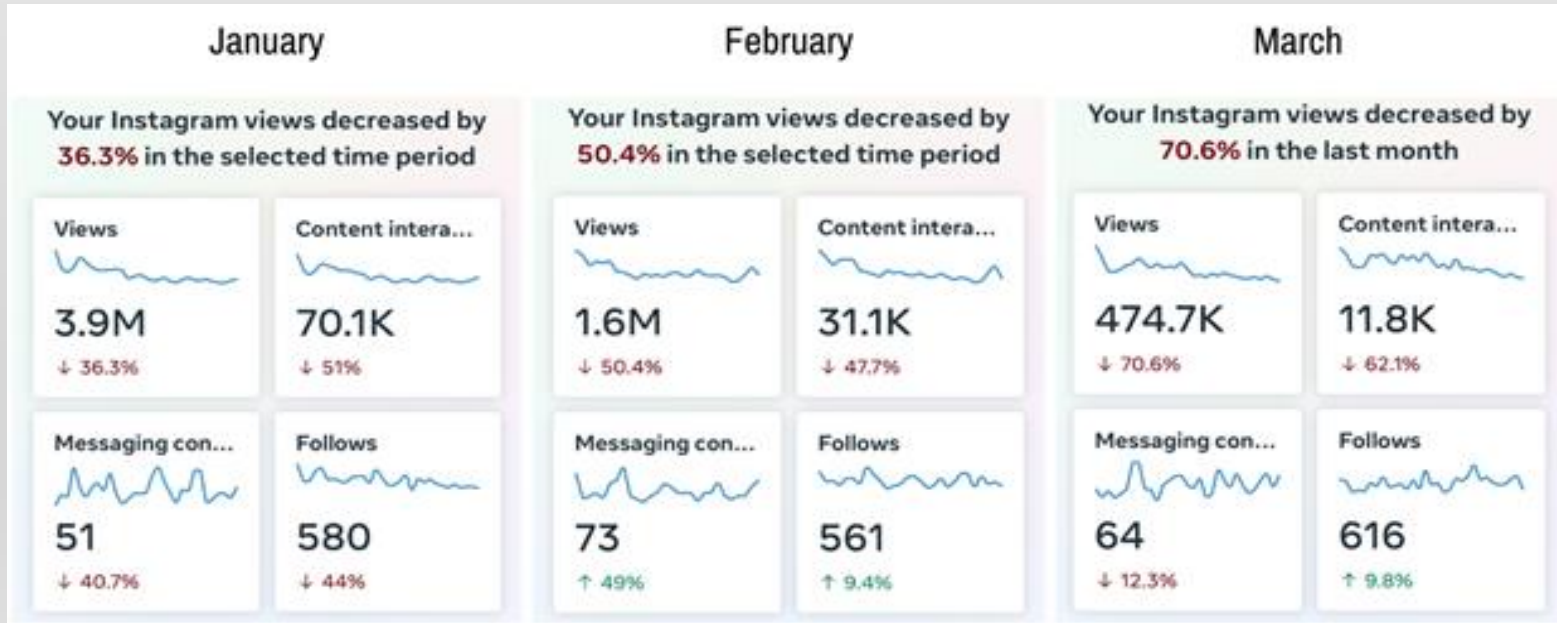 January
Your Instagram views decreased by
36.3% in the selected time period
Views
Content intera...
3.9M
70.1K
↓ 36.3%
↓ 51%
Messaging con...
Follows
51
580
↓ 40.7%
↓ 44%
February
Your Instagram views decreased by
50.4% in the selected time period
Views
Content intera...
1.6M
31.1K
↓ 50.4%
↓ 47.7%
Messaging con...
Follows
73
561
↑ 49%
↑ 9.4%
March
Your Instagram views decreased by
70.6% in the last month
Views
Content intera...
474.7K
11.8K
↓ 70.6%
↓ 62.1%
Messaging con...
Follows
64
616
↓ 12.3%
↑ 9.8%